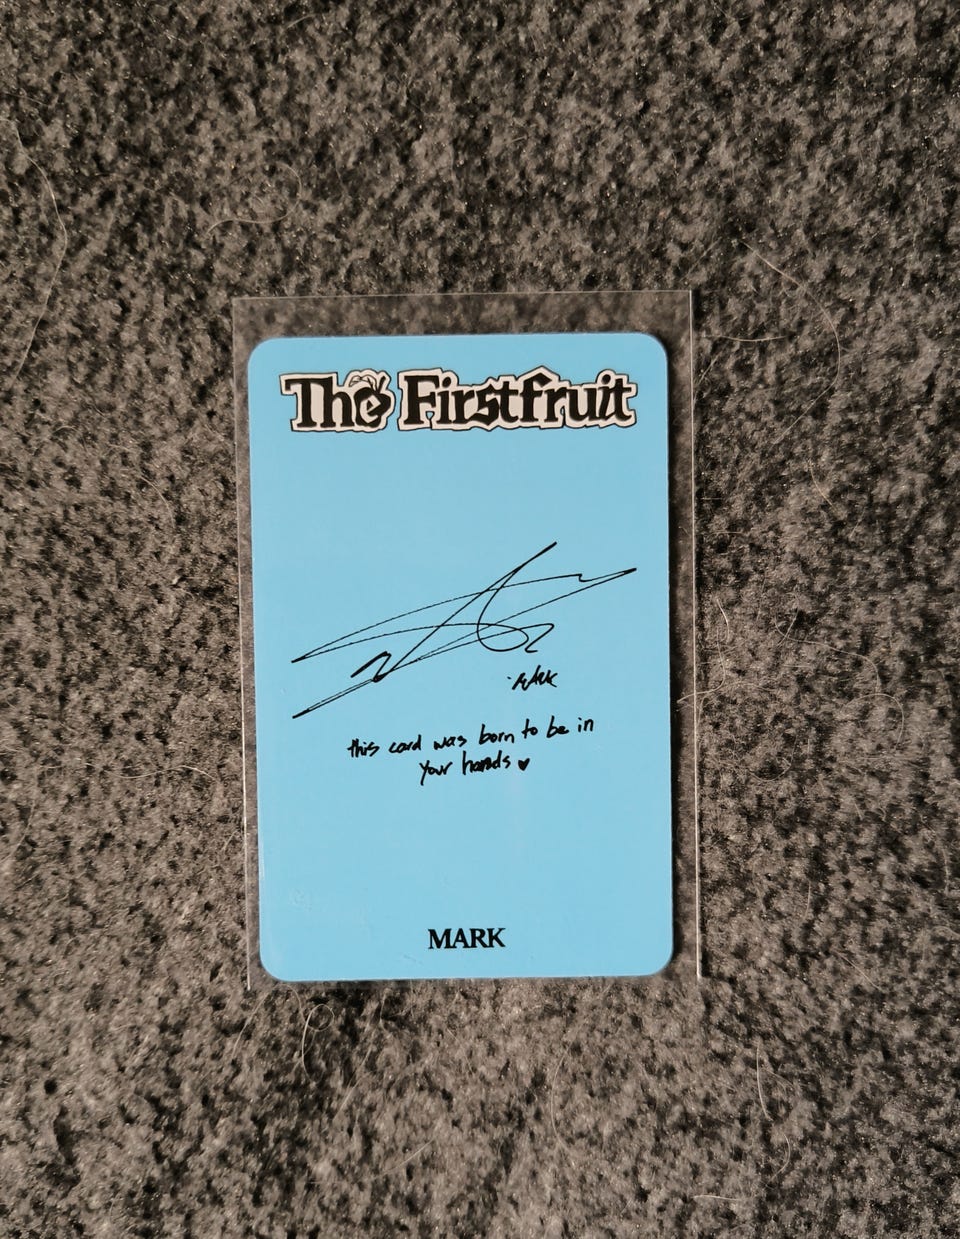 The Firstfruit
MARK
this card was born to be in
your hands ♥
MARK